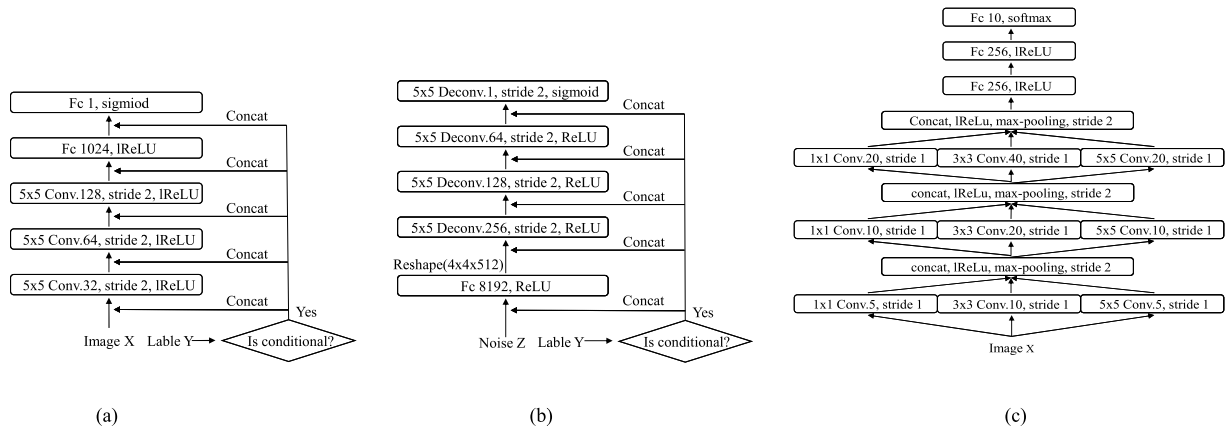 Fc 1, sigmiod
Concat
Fc 1024, lReLU
Concat
5x5 Conv.128, stride 2, lReLU
Concat
5x5 Conv.64, stride 2, lReLU
Concat
5x5 Conv.32, stride 2, lReLU
Concat
Yes
Image X
Lable Y
Is conditional?
(a)
5x5 Deconv.1, stride 2, sigmoid
Concat
5x5 Deconv.64, stride 2, ReLU
Concat
5x5 Deconv.128, stride 2, ReLU
Concat
5x5 Deconv.256, stride 2, ReLU
Concat
Reshape(4x4x512)
Fc 8192, ReLU
Concat
Yes
Noise Z
Lable Y
Is conditional?
(b)
Fc 10, softmax
Fc 256, lReLU
Fc 256, lReLU
Concat, lReLu, max-pooling, stride 2
1x1 Conv.20, stride 1
3x3 Conv.40, stride 1
5x5 Conv.20, stride 1
concat, lReLu, max-pooling, stride 2
1x1 Conv.10, stride 1
3x3 Conv.20, stride 1
5x5 Conv.10, stride 1
concat, lReLu, max-pooling, stride 2
1x1 Conv.5, stride 1
3x3 Conv.10, stride 1
5x5 Conv.5, stride 1
Image X
(c)